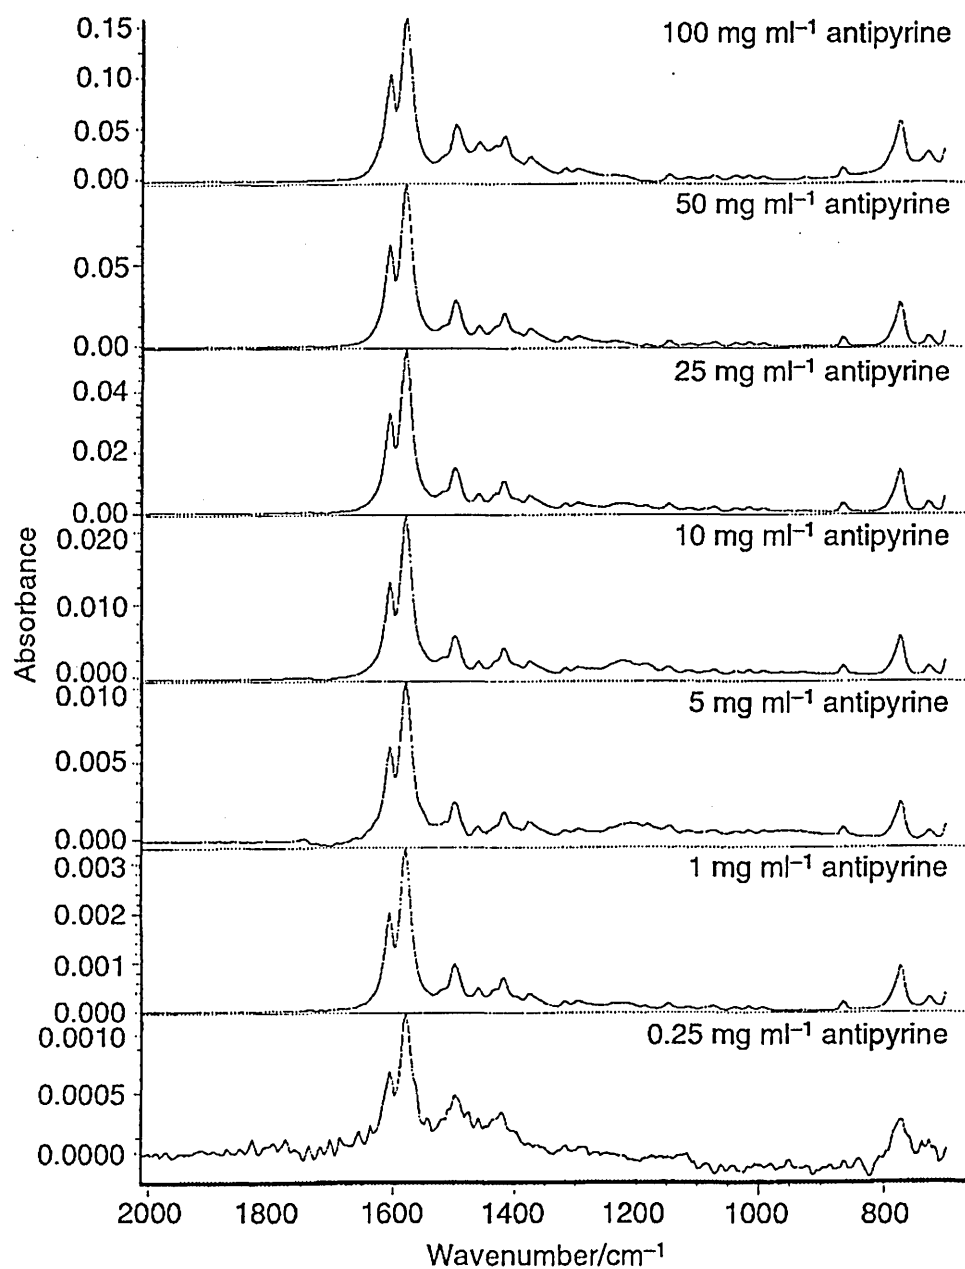 0.15
100 mg ml⁻¹ antipyrine
0.10
0.05
0.00
50 mg ml⁻¹ antipyrine
0.05
0.00
25 mg ml⁻¹ antipyrine
0.04
0.02
0.00
10 mg ml⁻¹ antipyrine
0.020
0.010
0.000
Absorbance
5 mg ml⁻¹ antipyrine
0.010
0.005
0.000
1 mg ml⁻¹ antipyrine
0.003
0.002
0.001
0.000
0.25 mg ml⁻¹ antipyrine
0.0010
0.0005
0.0000
2000 1800 1600 1400 1200 1000 800
Wavenumber/cm⁻¹